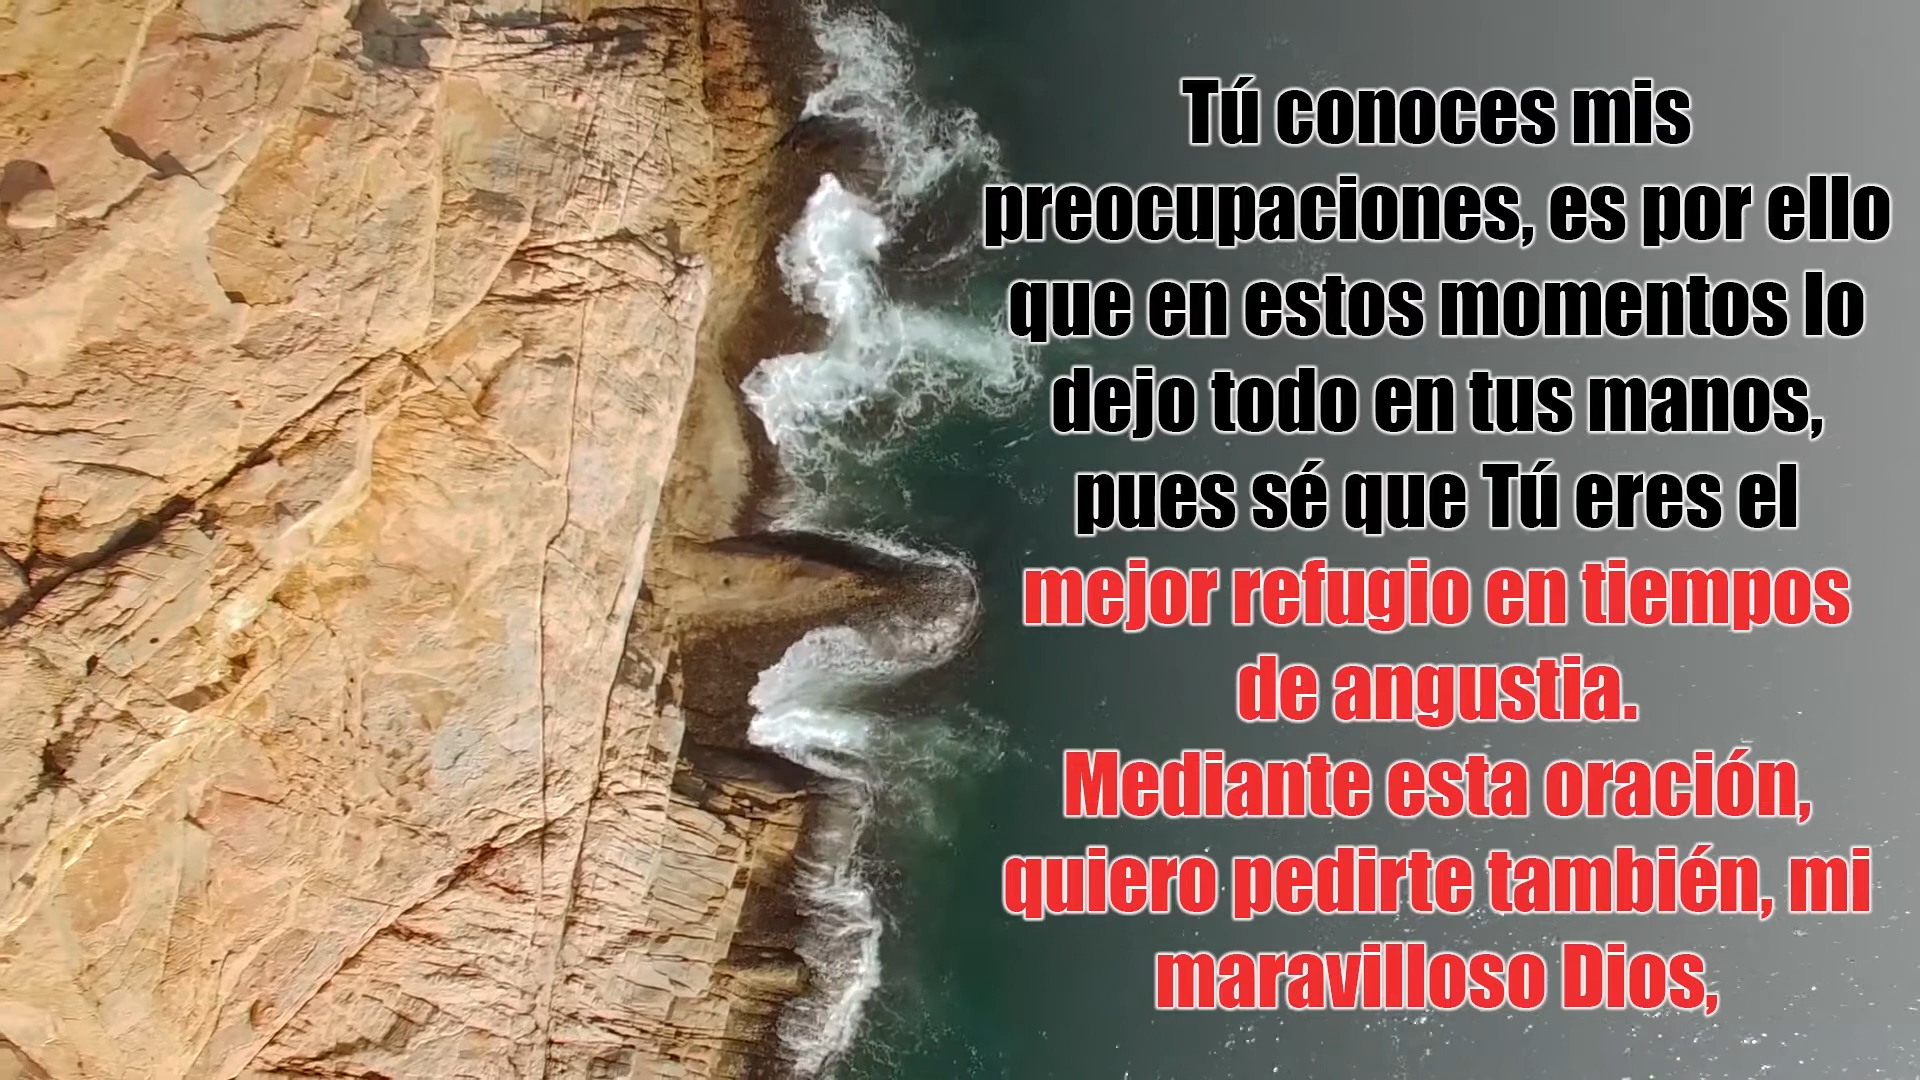 Tú conoces mis
preocupaciones, es por ello
que en estos momentos lo
dejo todo en tus manos,
pues sé que Tú eres el
mejor refugio en tiempos
de angustia.
Mediante esta oración,
quiero pedirte también, mi
maravilloso Dios,